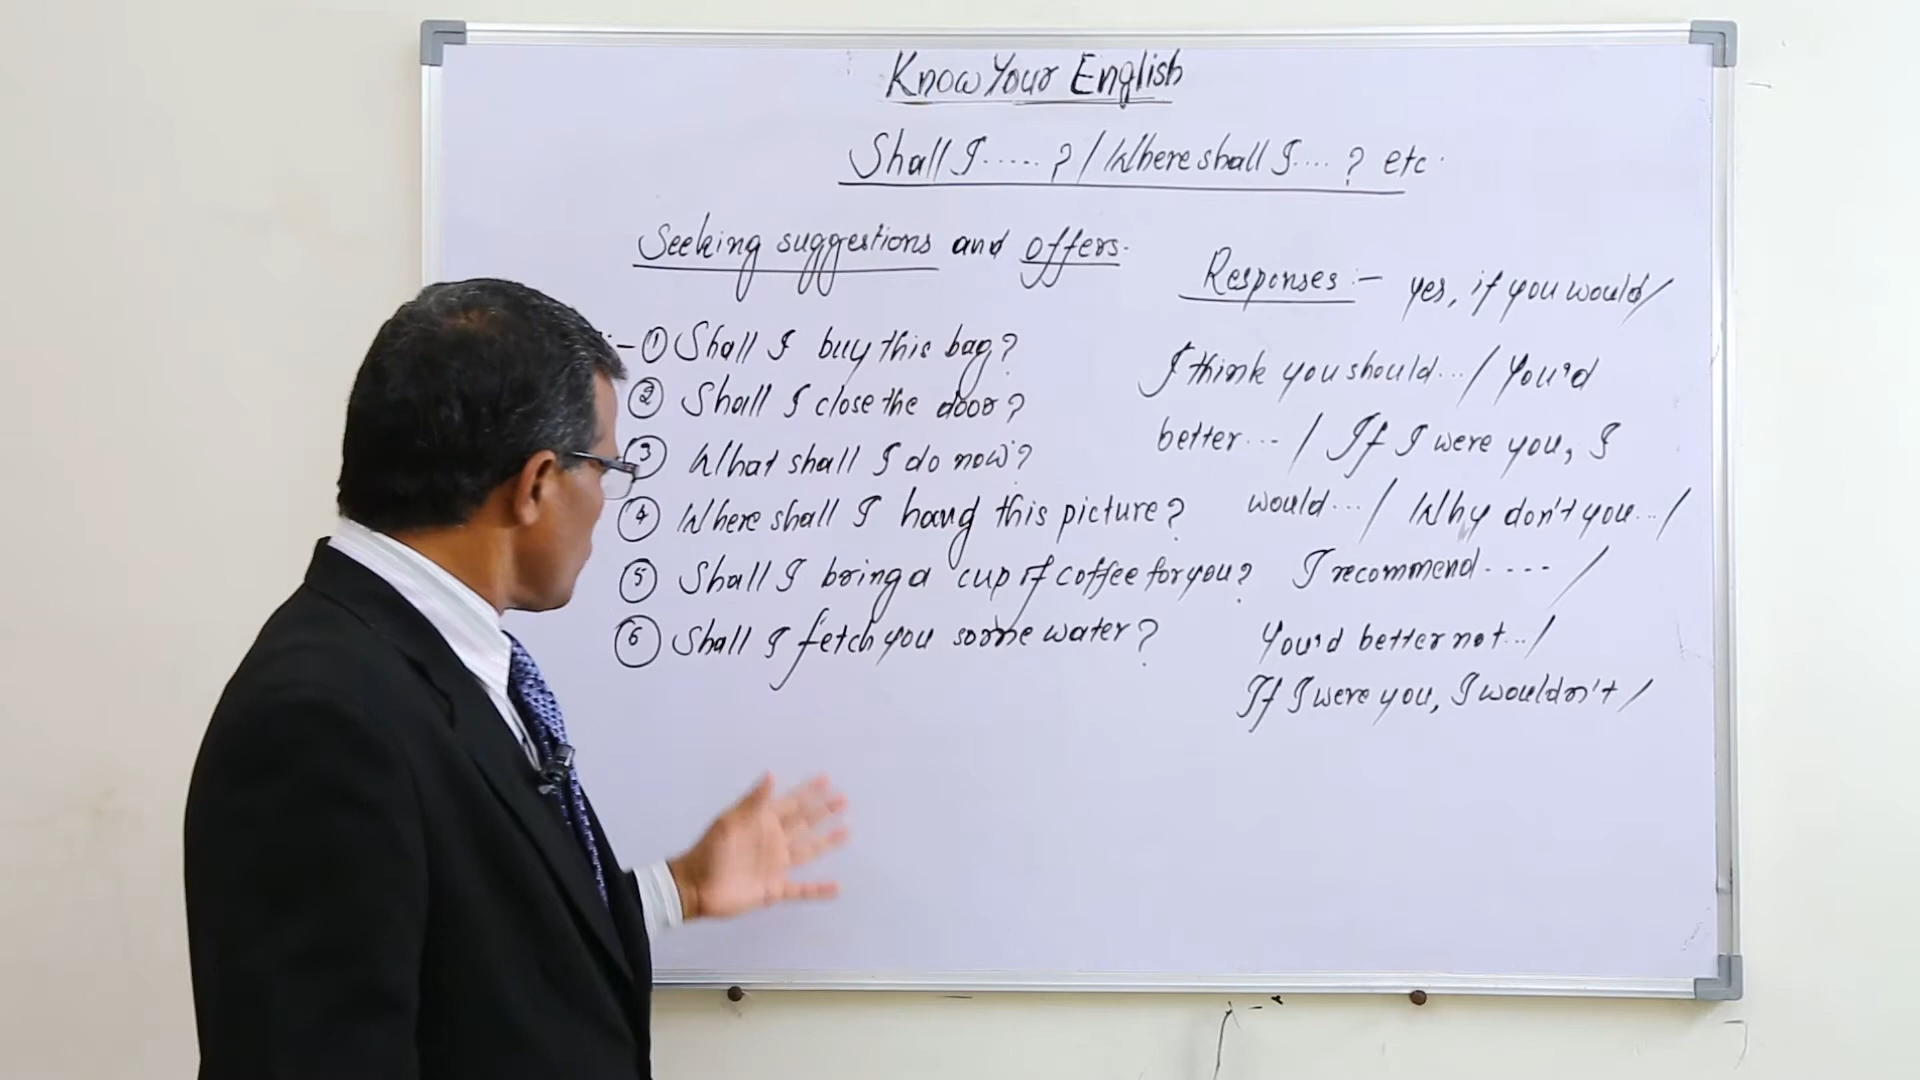 Know Your English
Shall I...... ? / Where shall I.... ? etc.
Seeking suggestions and offers.
:- ① Shall I buy this bag?
② Shall I close the door?
③ What shall I do now?
④ Where shall I hang this picture?
⑤ Shall I bring a cup of coffee for you?
⑥ Shall I fetch you some water?
Responses :- yes, if you would /
I think you should... / You'd
better... / If I were you, I
would... / Why don't you... /
I recommend.... /
You'd better not... /
If I were you, I wouldn't /